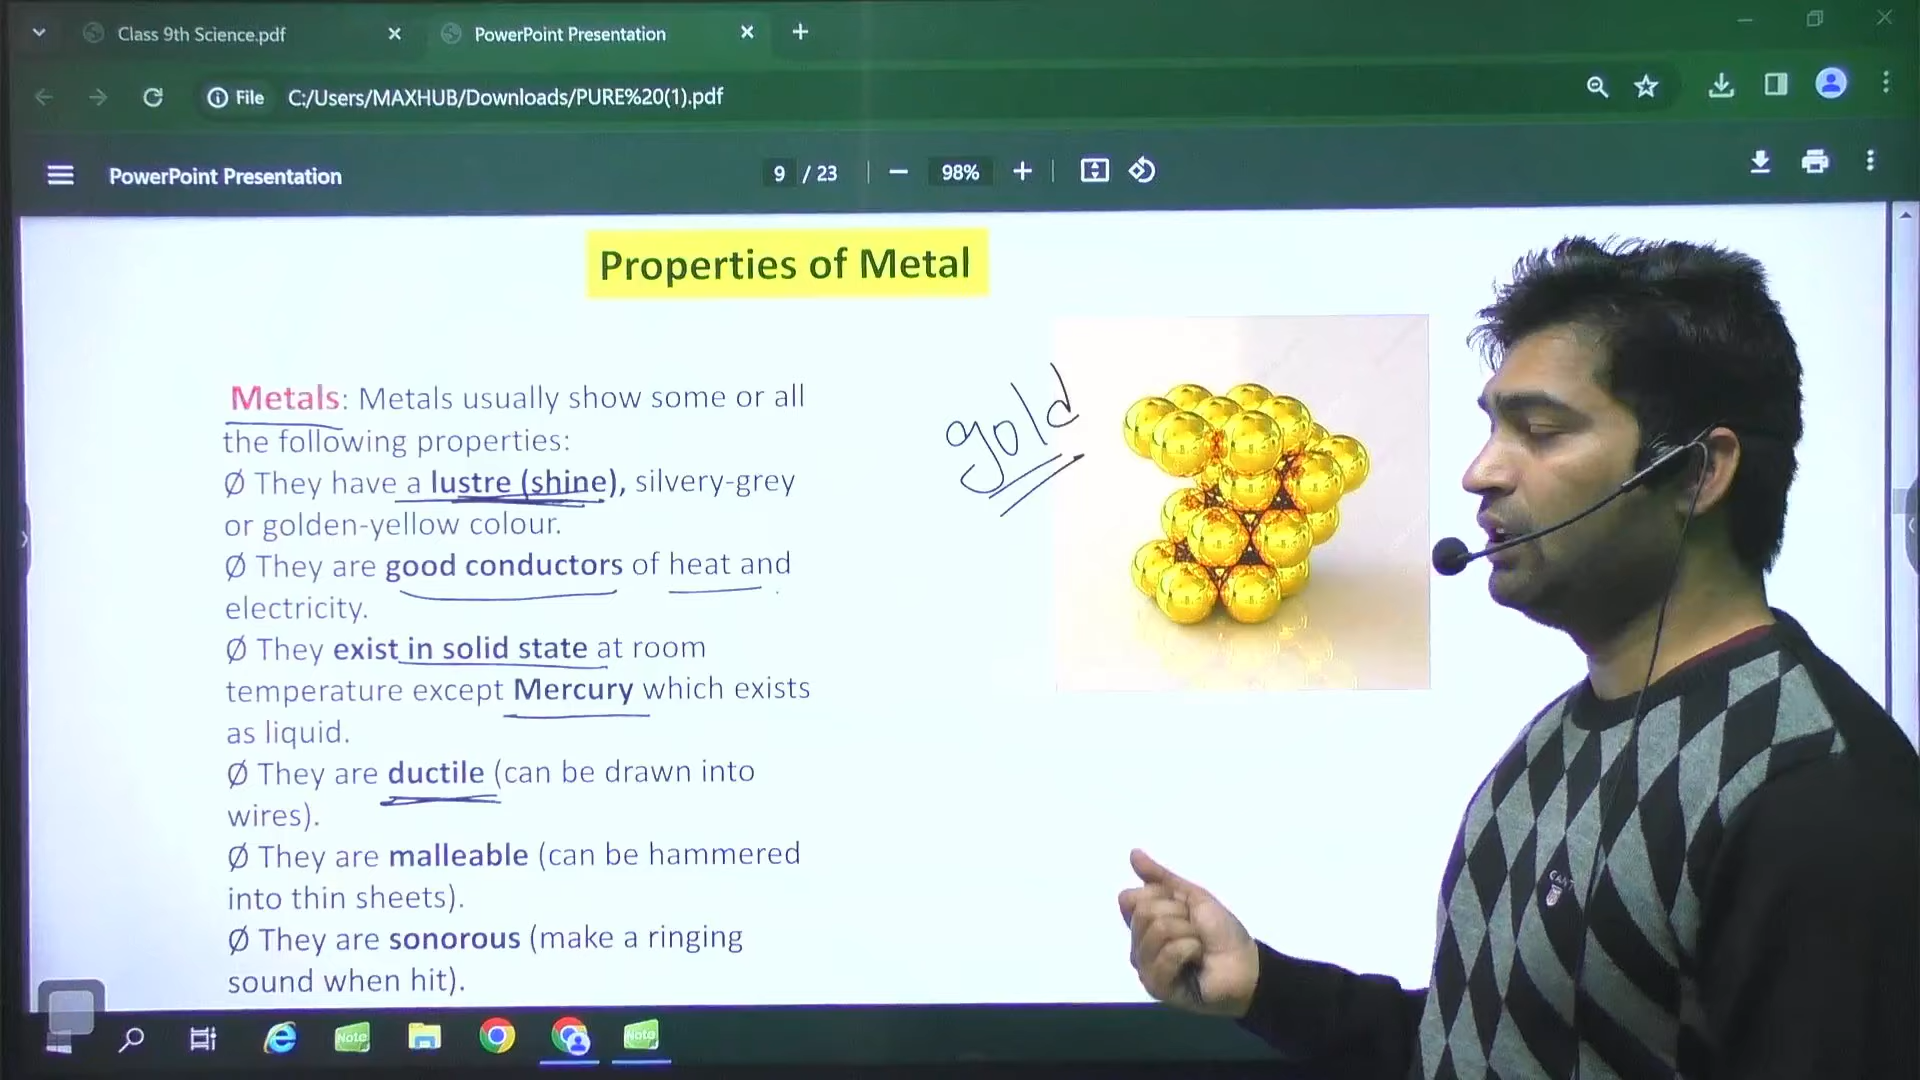 Class 9th Science.pdf
PowerPoint Presentation
File
C:/Users/MAXHUB/Downloads/PURE%20(1).pdf
PowerPoint Presentation
9 / 23
98%
Properties of Metal
Metals: Metals usually show some or all
the following properties:
Ø They have a lustre (shine), silvery-grey
or golden-yellow colour.
Ø They are good conductors of heat and
electricity.
Ø They exist in solid state at room
temperature except Mercury which exists
as liquid.
Ø They are ductile (can be drawn into
wires).
Ø They are malleable (can be hammered
into thin sheets).
Ø They are sonorous (make a ringing
sound when hit).
gold
Note
Note